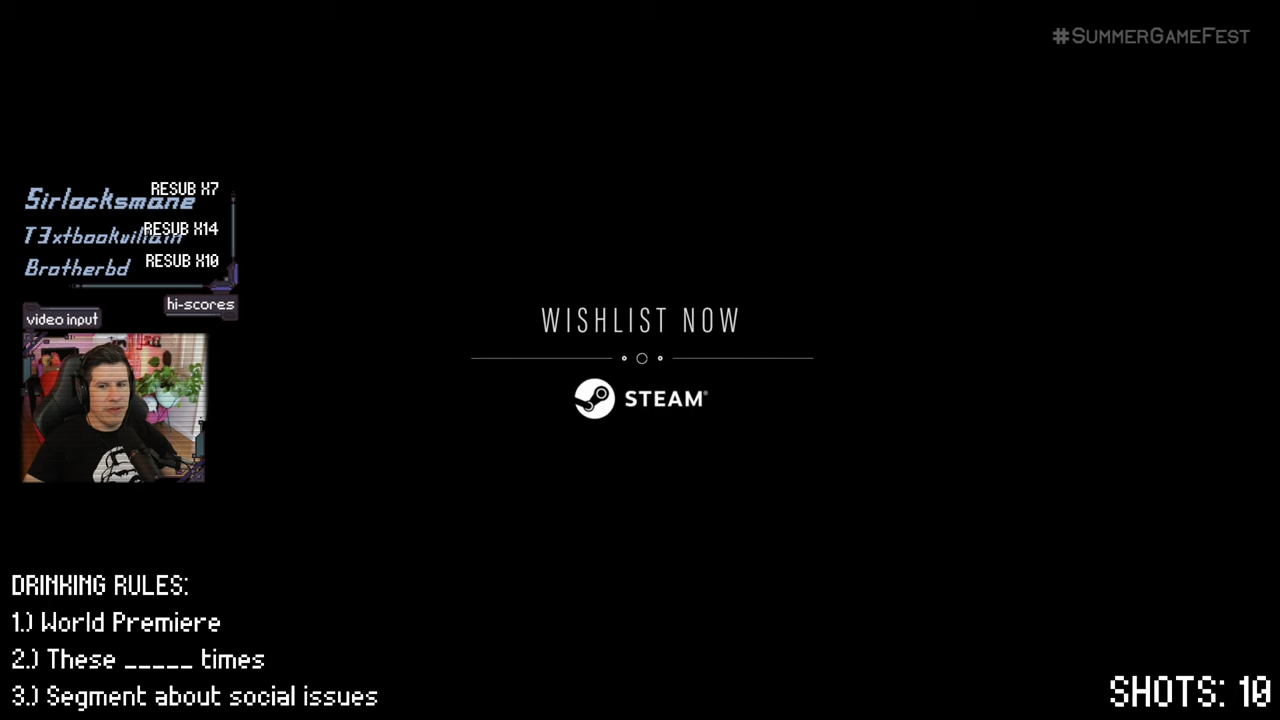 #SUMMERGAMEFEST
Sirlocksmane RESUB X7
T3xtbookvillain RESUB X14
Brotherbd RESUB X10
hi-scores
video input
WISHLIST NOW
STEAM®
DRINKING RULES:
1.) World Premiere
2.) These _____ times
3.) Segment about social issues
SHOTS: 10